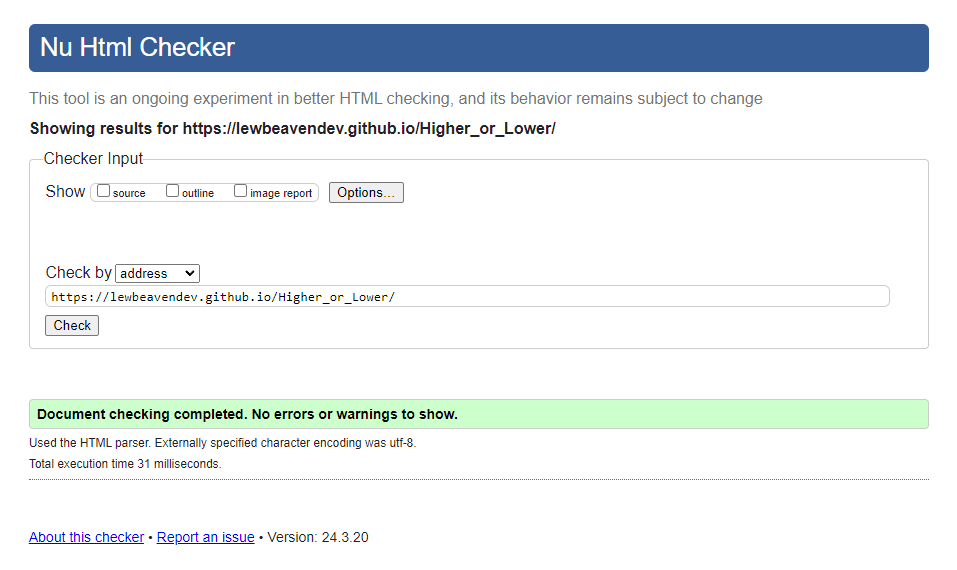 Nu Html Checker
This tool is an ongoing experiment in better HTML checking, and its behavior remains subject to change
Showing results for https://lewbeavendev.github.io/Higher_or_Lower/
Checker Input
Show source outline image report Options...
Check by address
https://lewbeavendev.github.io/Higher_or_Lower/
Check
Document checking completed. No errors or warnings to show.
Used the HTML parser. Externally specified character encoding was utf-8.
Total execution time 31 milliseconds.
About this checker • Report an issue • Version: 24.3.20